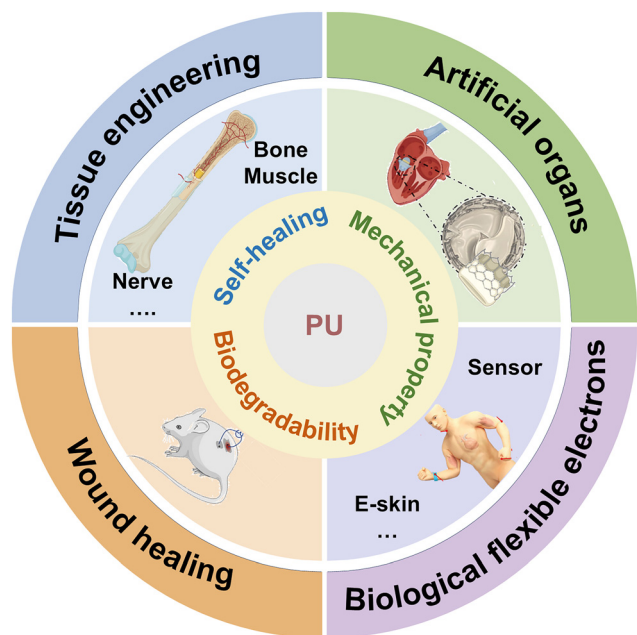 Tissue engineering
Artificial organs
Bone
Muscle
Nerve
....
Self-healing
Mechanical property
PU
Biodegradability
Sensor
E-skin
...
Wound healing
Biological flexible electrons